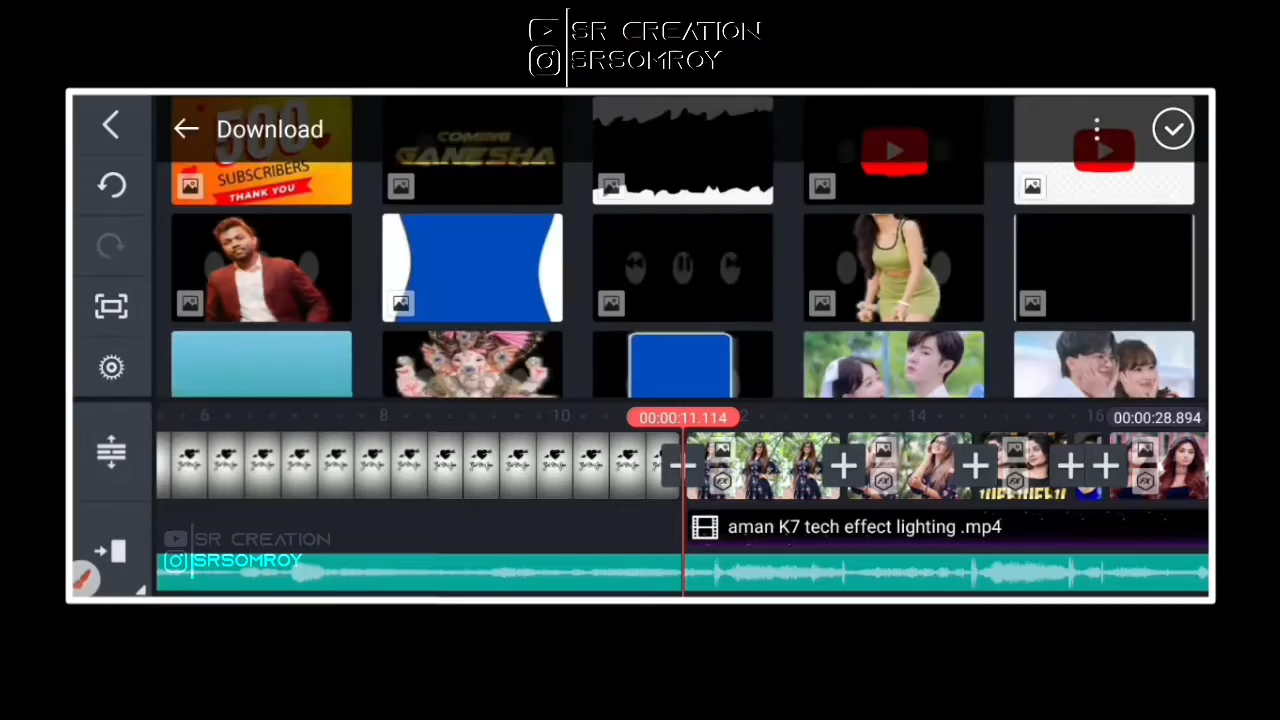 SR CREATION
SRSOMROY
Download
500
SUBSCRIBERS
THANK YOU
COMING
GANESHA
6 8 10 2 14 16
00:00:11.114
00:00:28.894
aman K7 tech effect lighting .mp4
SR CREATION
SRSOMROY